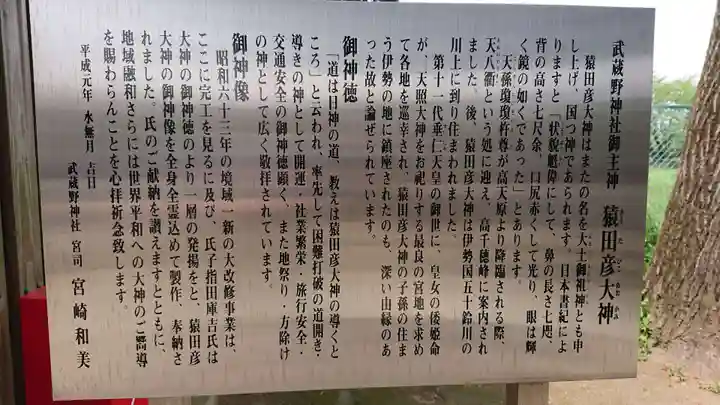 武蔵野神社御主神　猿田彦大神
さるたひこおおかみ
猿田彦大神はまたの名を大土御祖神とも申
し上げ、国つ神であられます。日本書紀によ
りますと「状貌魁偉にして、鼻の長さ七咫、
背の高さ七尺余、口尻赤くして光り、眼は輝
く鏡の如くであった」とあります。
天孫瓊瓊杵尊が高天原より降臨される際、
天八衢という処に迎え、高千穂峰に案内され
ました。後、猿田彦大神は伊勢国五十鈴川の
川上に到り住まわれました。
第十一代垂仁天皇の御世に、皇女の倭姫命
が、天照大神をお祀りする最良の宮地を求め
て各地を巡幸され、猿田彦大神の子孫の住ま
う伊勢の地に鎮座されたのも、深い由縁のあ
った故と論ぜられています。
御神徳
「道は日神の道、教えは猿田彦大神の導くと
ころ」と云われ、率先して困難打破の道開き・
導きの神として開運・社業繁栄・旅行安全・
交通安全の御神徳顕く、また地祭り・方除け
の神として広く敬拝されています。
御神像
昭和六十三年の境域一新の大改修事業は、
ここに完工を見るに及び、氏子指田庫吉氏は
大神の御神徳のより一層の発揚をと、猿田彦
大神の御神像を全身全霊込めて製作、奉納さ
れました。氏のご献納を讃えますとともに、
地域融和さらには世界平和への大神のご嚮導
を賜わらんことを心拝祈念致します。
平成元年　水無月　吉日
武蔵野神社　宮司　宮崎和美